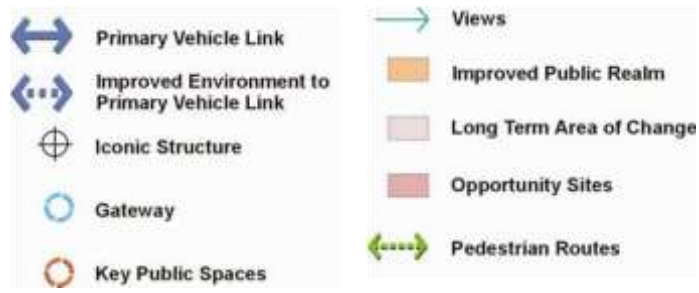 Primary Vehicle Link
Improved Environment to
Primary Vehicle Link
Iconic Structure
Gateway
Key Public Spaces
Views
Improved Public Realm
Long Term Area of Change
Opportunity Sites
Pedestrian Routes